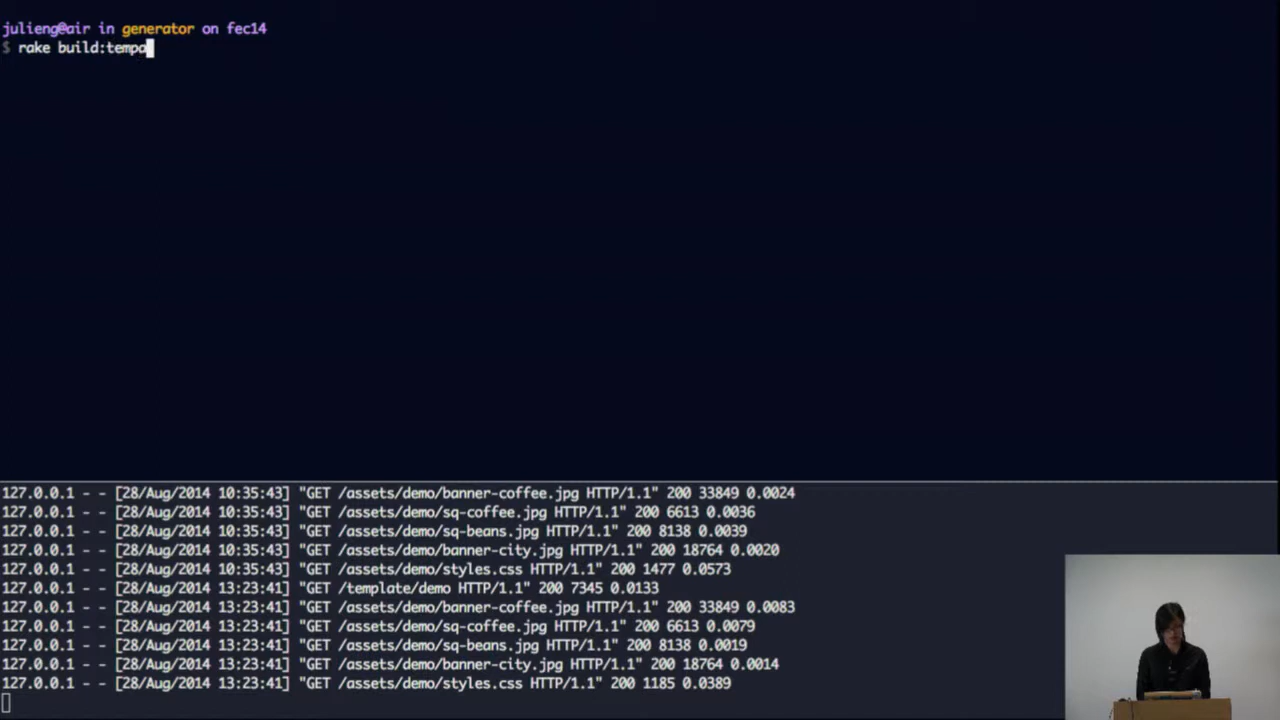 julieng@air in generator on fec14
$ rake build:tempa
127.0.0.1 - - [28/Aug/2014 10:35:43] "GET /assets/demo/banner-coffee.jpg HTTP/1.1" 200 33849 0.0024
127.0.0.1 - - [28/Aug/2014 10:35:43] "GET /assets/demo/sq-coffee.jpg HTTP/1.1" 200 6613 0.0036
127.0.0.1 - - [28/Aug/2014 10:35:43] "GET /assets/demo/sq-beans.jpg HTTP/1.1" 200 8138 0.0039
127.0.0.1 - - [28/Aug/2014 10:35:43] "GET /assets/demo/banner-city.jpg HTTP/1.1" 200 18764 0.0020
127.0.0.1 - - [28/Aug/2014 10:35:43] "GET /assets/demo/styles.css HTTP/1.1" 200 1477 0.0573
127.0.0.1 - - [28/Aug/2014 13:23:41] "GET /template/demo HTTP/1.1" 200 7345 0.0133
127.0.0.1 - - [28/Aug/2014 13:23:41] "GET /assets/demo/banner-coffee.jpg HTTP/1.1" 200 33849 0.0083
127.0.0.1 - - [28/Aug/2014 13:23:41] "GET /assets/demo/sq-coffee.jpg HTTP/1.1" 200 6613 0.0079
127.0.0.1 - - [28/Aug/2014 13:23:41] "GET /assets/demo/sq-beans.jpg HTTP/1.1" 200 8138 0.0019
127.0.0.1 - - [28/Aug/2014 13:23:41] "GET /assets/demo/banner-city.jpg HTTP/1.1" 200 18764 0.0014
127.0.0.1 - - [28/Aug/2014 13:23:41] "GET /assets/demo/styles.css HTTP/1.1" 200 1185 0.0389